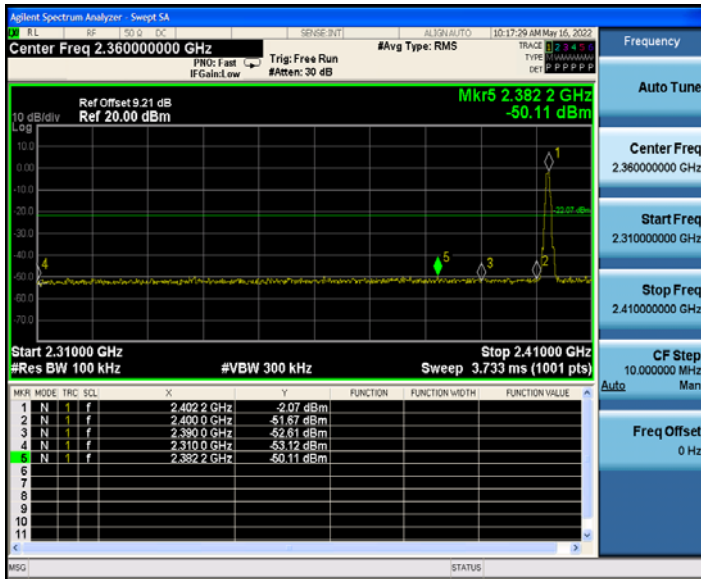 Agilent Spectrum Analyzer - Swept SA
RL RF 50 Ω DC SENSE:INT ALIGNAUTO 10:17:29 AM May 16, 2022
Center Freq 2.360000000 GHz #Avg Type: RMS TRACE 1 2 3 4 5 6
PNO: Fast Trig: Free Run TYPE
IFGain:Low #Atten: 30 dB DET P P P P P P
Mkr5 2.382 2 GHz
Ref Offset 9.21 dB -50.11 dBm
10 dB/div Ref 20.00 dBm
Log
10.0
0.00
-10.0
-20.0
-30.0
-40.0
-50.0
-60.0
-70.0
1
-22.07 dBm
4
5
3
2
Start 2.31000 GHz Stop 2.41000 GHz
#Res BW 100 kHz #VBW 300 kHz Sweep 3.733 ms (1001 pts)
MKR MODE TRC SCL X Y FUNCTION FUNCTION WIDTH FUNCTION VALUE
1 N 1 f 2.402 2 GHz -2.07 dBm
2 N 1 f 2.400 0 GHz -51.67 dBm
3 N 1 f 2.390 0 GHz -52.61 dBm
4 N 1 f 2.310 0 GHz -53.12 dBm
5 N 1 f 2.382 2 GHz -50.11 dBm
6
7
8
9
10
11
MSG STATUS
Frequency
Auto Tune
Center Freq
2.360000000 GHz
Start Freq
2.310000000 GHz
Stop Freq
2.410000000 GHz
CF Step
10.000000 MHz
Auto Man
Freq Offset
0 Hz